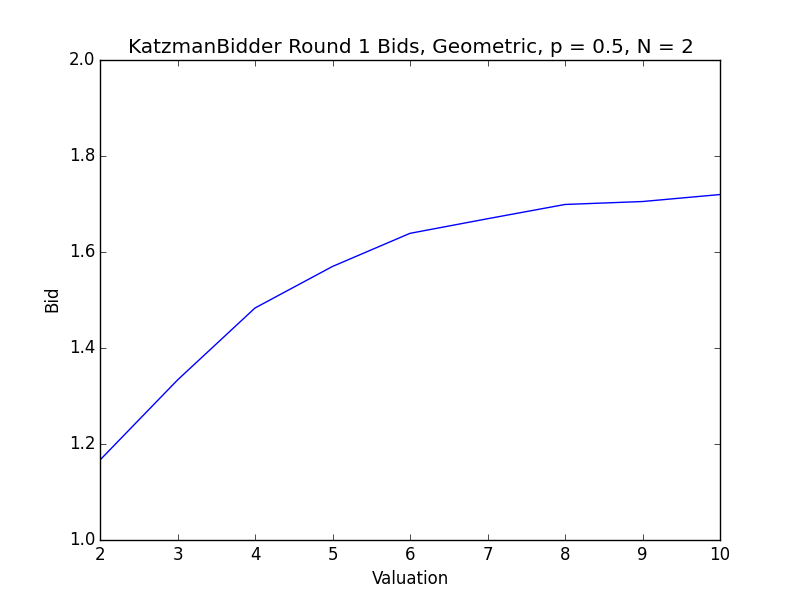 KatzmanBidder Round 1 Bids, Geometric, p = 0.5, N = 2
2.0
1.8
1.6
1.4
1.2
1.0
Bid
2 3 4 5 6 7 8 9 10
Valuation